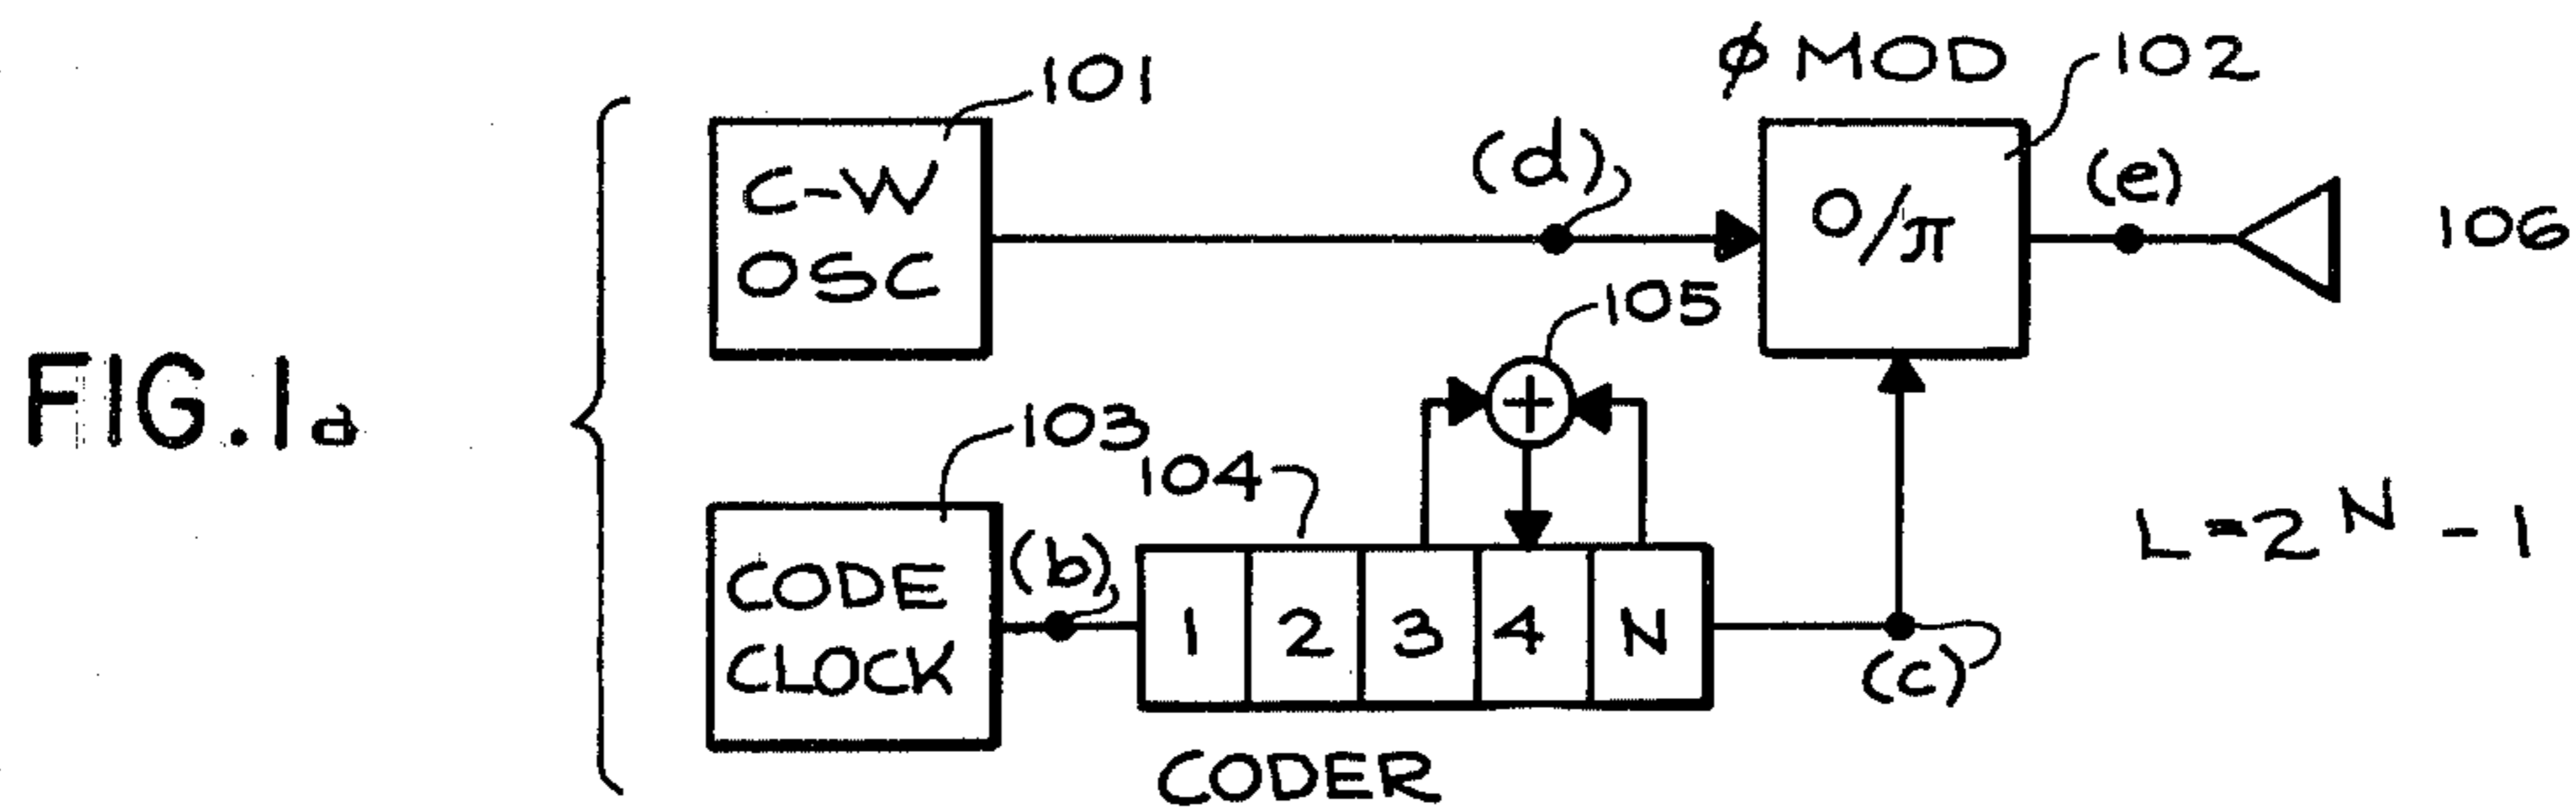 FIG.1a
101
C-W
OSC
(d)
φ MOD
102
0/π
(e)
106
105
103
CODE
CLOCK
(b)
104
1 2 3 4 N
CODER
(c)
L=2^N-1